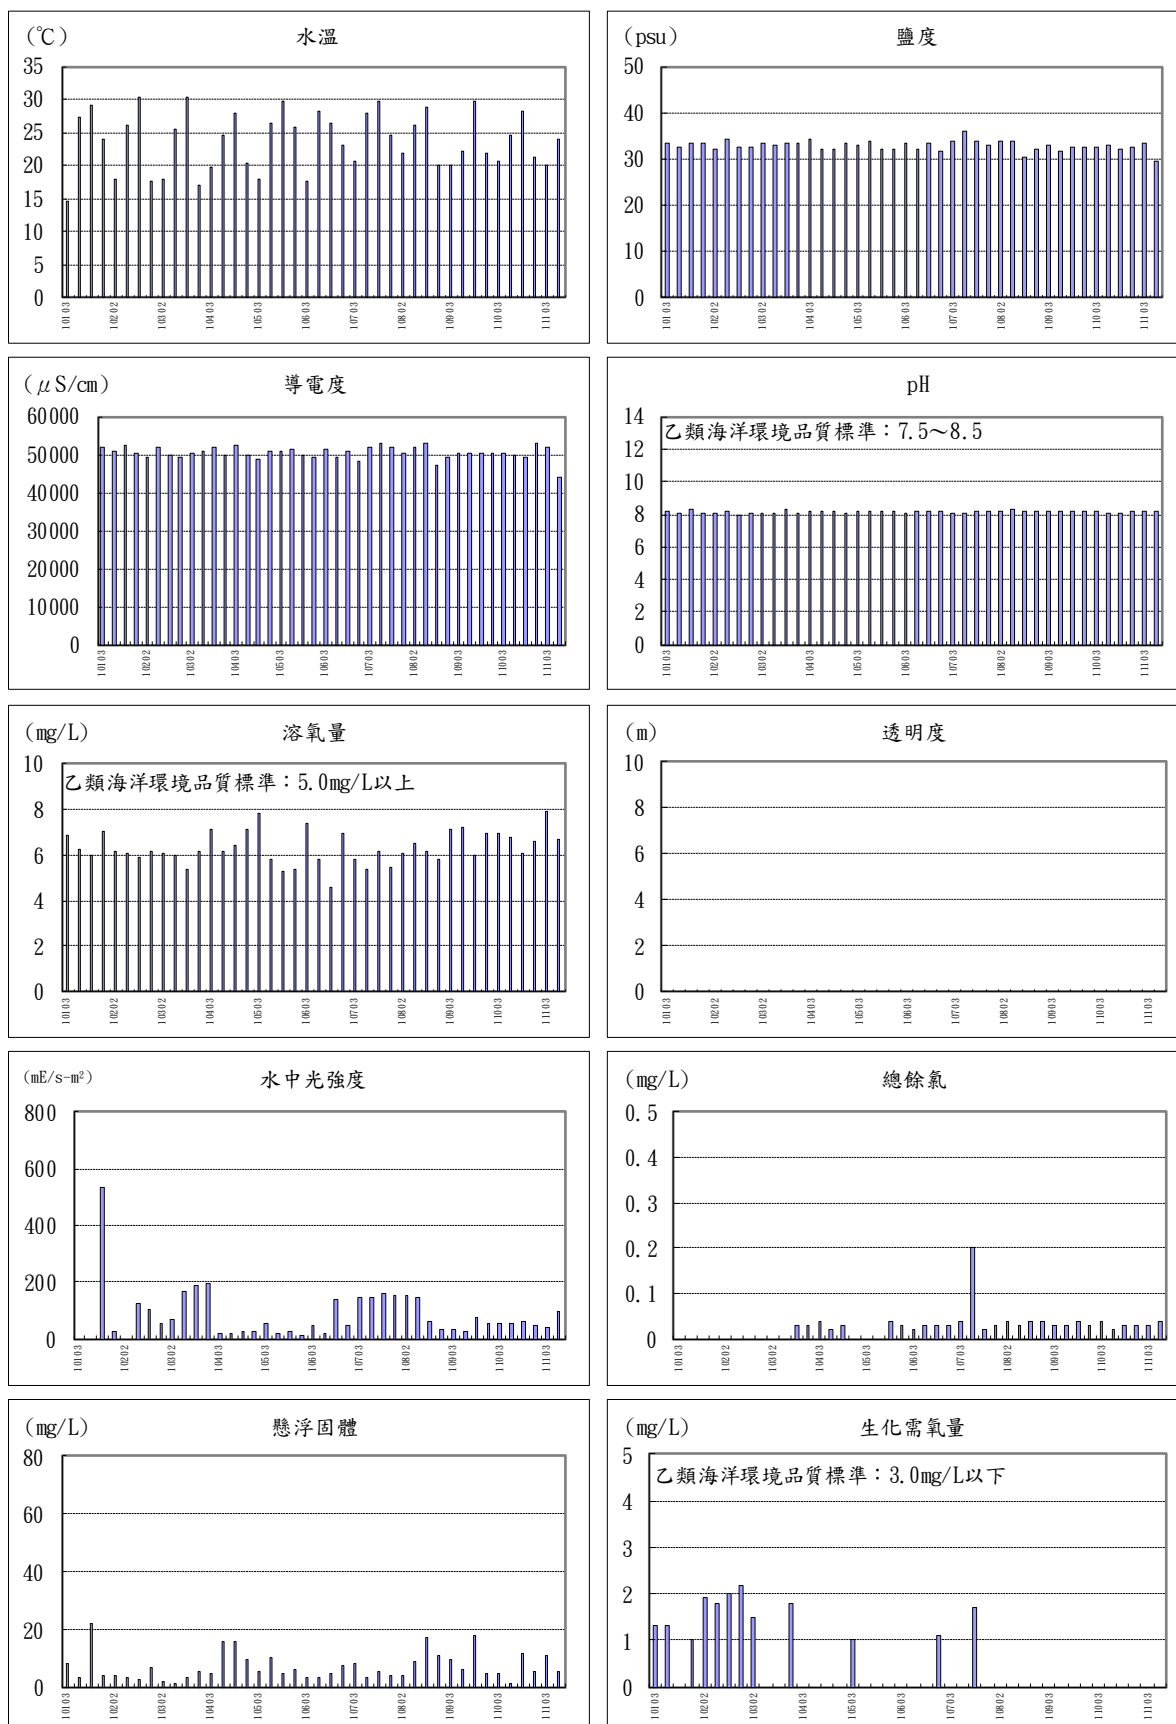 (℃) 水溫
35
30
25
20
15
10
5
0
10103 10202 10302 10403 10503 10603 10703 10802 10903 11003 11103
(psu) 鹽度
50
40
30
20
10
0
10103 10202 10302 10403 10503 10603 10703 10802 10903 11003 11103
(μS/cm) 導電度
60000
50000
40000
30000
20000
10000
0
10103 10202 10302 10403 10503 10603 10703 10802 10903 11003 11103
pH
14
乙類海洋環境品質標準：7.5～8.5
12
10
8
6
4
2
0
10103 10202 10302 10403 10503 10603 10703 10802 10903 11003 11103
(mg/L) 溶氧量
10
乙類海洋環境品質標準：5.0mg/L以上
8
6
4
2
0
10103 10202 10302 10403 10503 10603 10703 10802 10903 11003 11103
(m) 透明度
10
8
6
4
2
0
10103 10202 10302 10403 10503 10603 10703 10802 10903 11003 11103
(mE/s-m²) 水中光強度
800
600
400
200
0
10103 10202 10302 10403 10503 10603 10703 10802 10903 11003 11103
(mg/L) 總餘氯
0.5
0.4
0.3
0.2
0.1
0
10103 10202 10302 10403 10503 10603 10703 10802 10903 11003 11103
(mg/L) 懸浮固體
80
60
40
20
0
10103 10202 10302 10403 10503 10603 10703 10802 10903 11003 11103
(mg/L) 生化需氧量
5
乙類海洋環境品質標準：3.0mg/L以下
4
3
2
1
0
10103 10202 10302 10403 10503 10603 10703 10802 10903 11003 11103